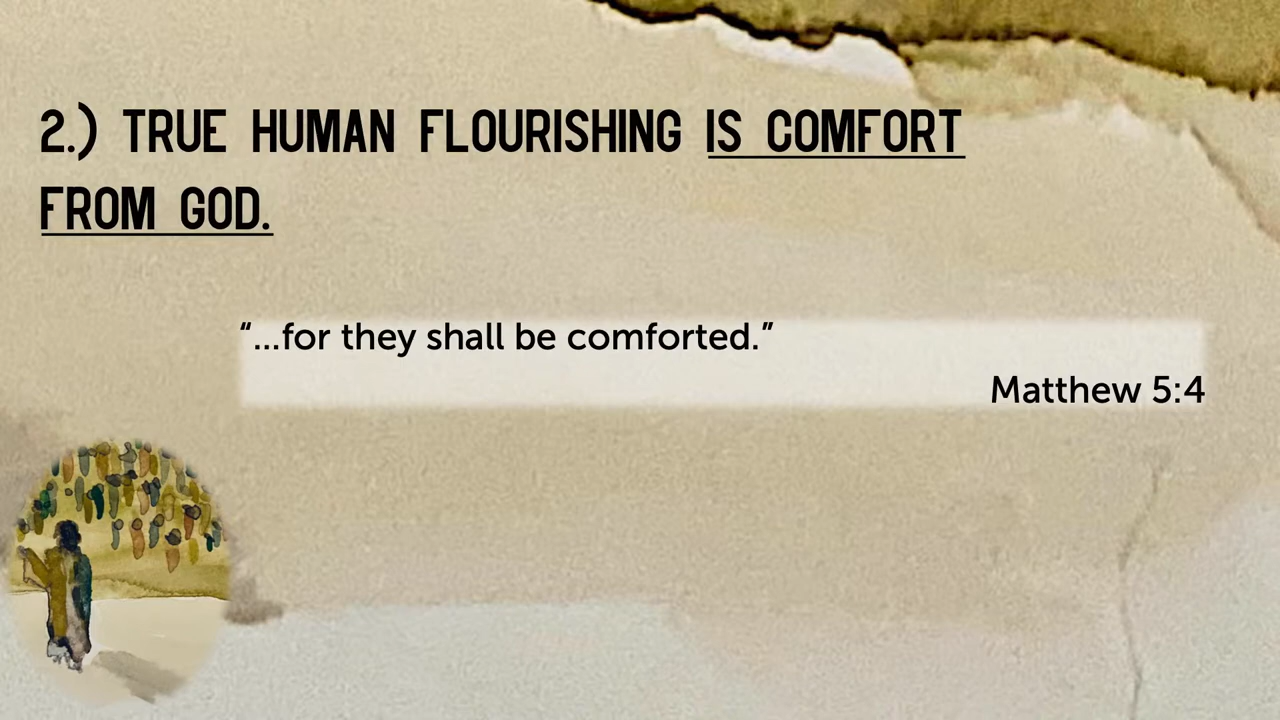 2.) TRUE HUMAN FLOURISHING IS COMFORT
FROM GOD.
“...for they shall be comforted.”
Matthew 5:4